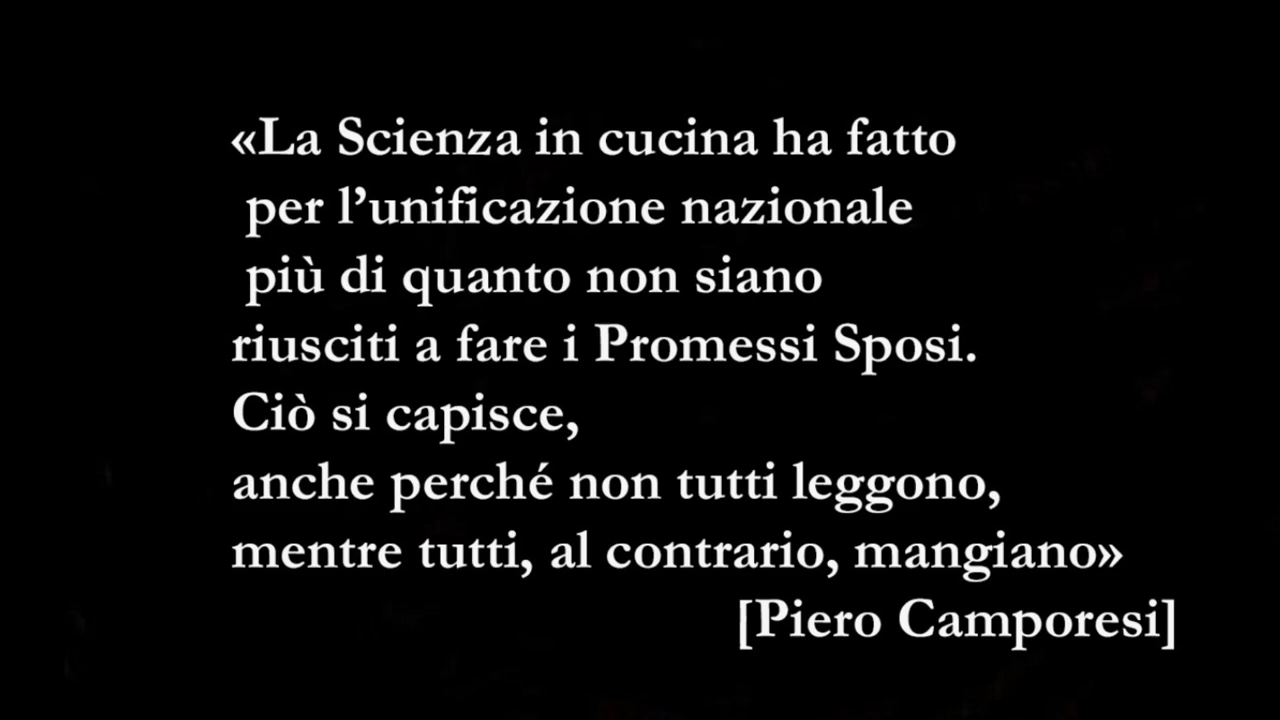 «La Scienza in cucina ha fatto
per l’unificazione nazionale
più di quanto non siano
riusciti a fare i Promessi Sposi.
Ciò si capisce,
anche perché non tutti leggono,
mentre tutti, al contrario, mangiano»
[Piero Camporesi]